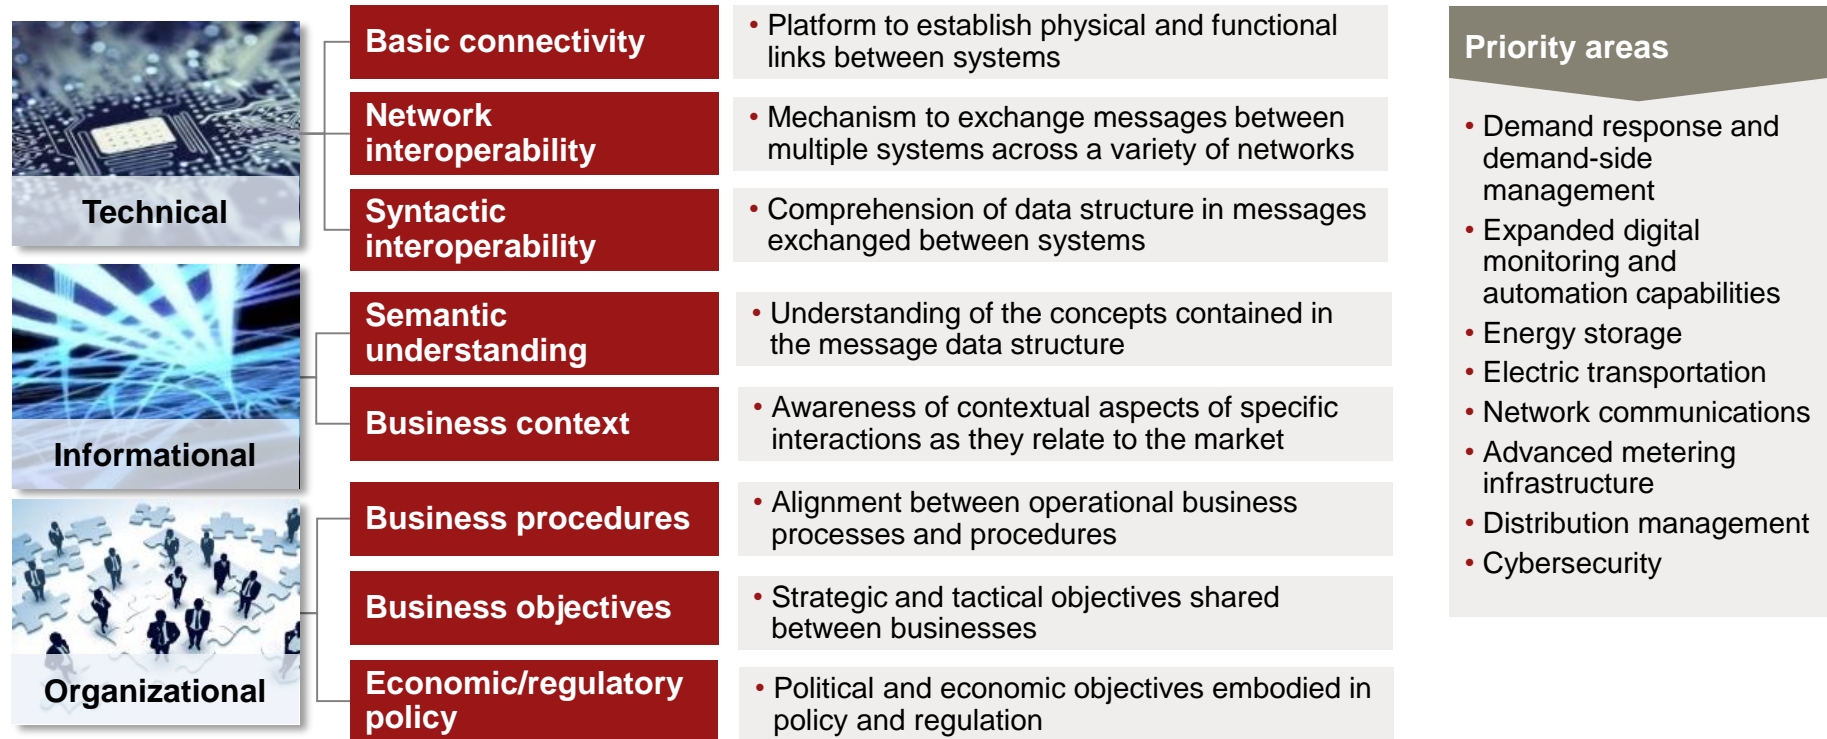 Technical
Basic connectivity
• Platform to establish physical and functional
links between systems
Network
interoperability
• Mechanism to exchange messages between
multiple systems across a variety of networks
Syntactic
interoperability
• Comprehension of data structure in messages
exchanged between systems
Informational
Semantic
understanding
• Understanding of the concepts contained in
the message data structure
Business context
• Awareness of contextual aspects of specific
interactions as they relate to the market
Organizational
Business procedures
• Alignment between operational business
processes and procedures
Business objectives
• Strategic and tactical objectives shared
between businesses
Economic/regulatory
policy
• Political and economic objectives embodied in
policy and regulation
Priority areas
• Demand response and
demand-side
management
• Expanded digital
monitoring and
automation capabilities
• Energy storage
• Electric transportation
• Network communications
• Advanced metering
infrastructure
• Distribution management
• Cybersecurity